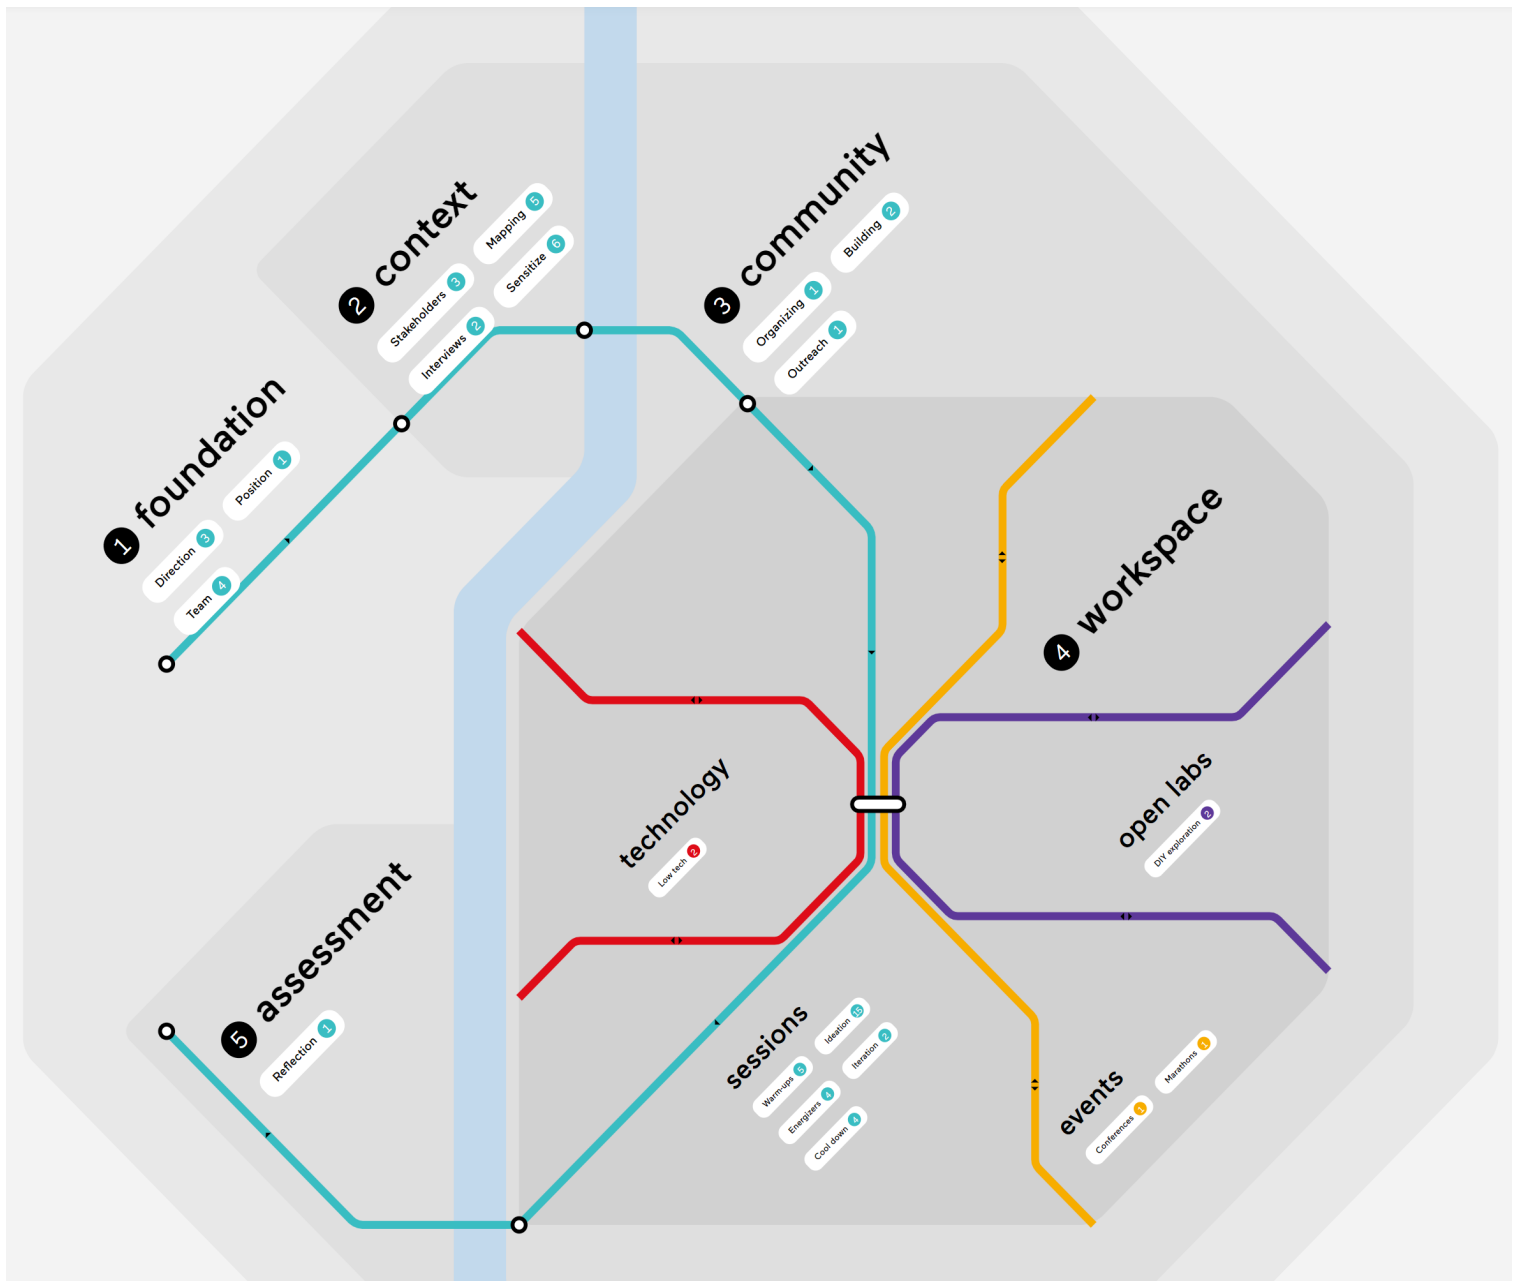 1 foundation
Position 1
Direction 3
Team 4
2 context
Mapping 5
Stakeholders 3
Sensitize 6
Interviews 2
3 community
Building 2
Organizing 1
Outreach 1
4 workspace
technology
Low tech 2
open labs
DIY exploration 2
sessions
Ideation 15
Iteration 2
Warm-ups 5
Energizers 4
Cool down 4
events
Marathons 1
Conferences 1
5 assessment
Reflection 1